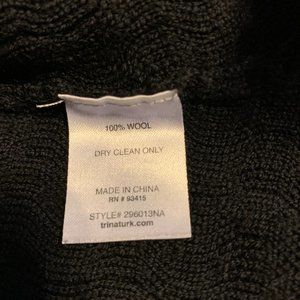 100% WOOL
DRY CLEAN ONLY
MADE IN CHINA
RN # 93415
STYLE# 296013NA
trinaturk.com